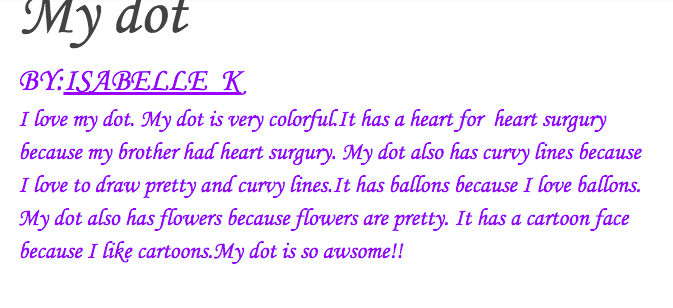 My dot
BY:ISABELLE K
I love my dot. My dot is very colorful.It has a heart for heart surgury
because my brother had heart surgury. My dot also has curvy lines because
I love to draw pretty and curvy lines.It has ballons because I love ballons.
My dot also has flowers because flowers are pretty. It has a cartoon face
because I like cartoons.My dot is so awsome!!